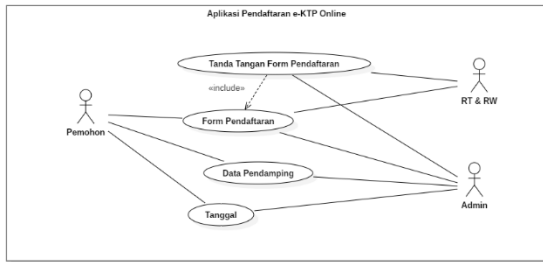 Aplikasi Pendaftaran e-KTP Online
Tanda Tangan Form Pendaftaran
«include»
RT & RW
Form Pendaftaran
Pemohon
Data Pendamping
Admin
Tanggal